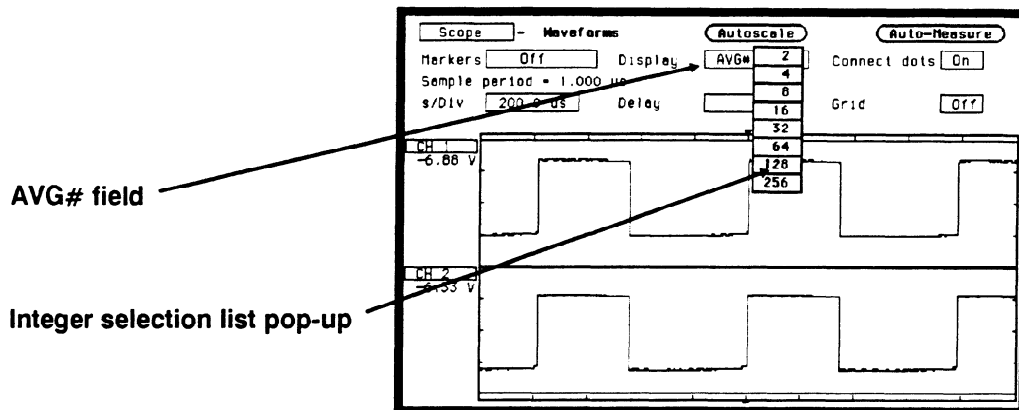 Scope - Waveforms Autoscale Auto-Measure
Markers Off Display AVG# Connect dots On
Sample period = 1.000 us
s/Div 200.0 us Delay Grid Off
2
4
8
16
32
64
128
256
CH 1
-6.88 V
AVG# field
CH 2
-6.53 V
Integer selection list pop-up